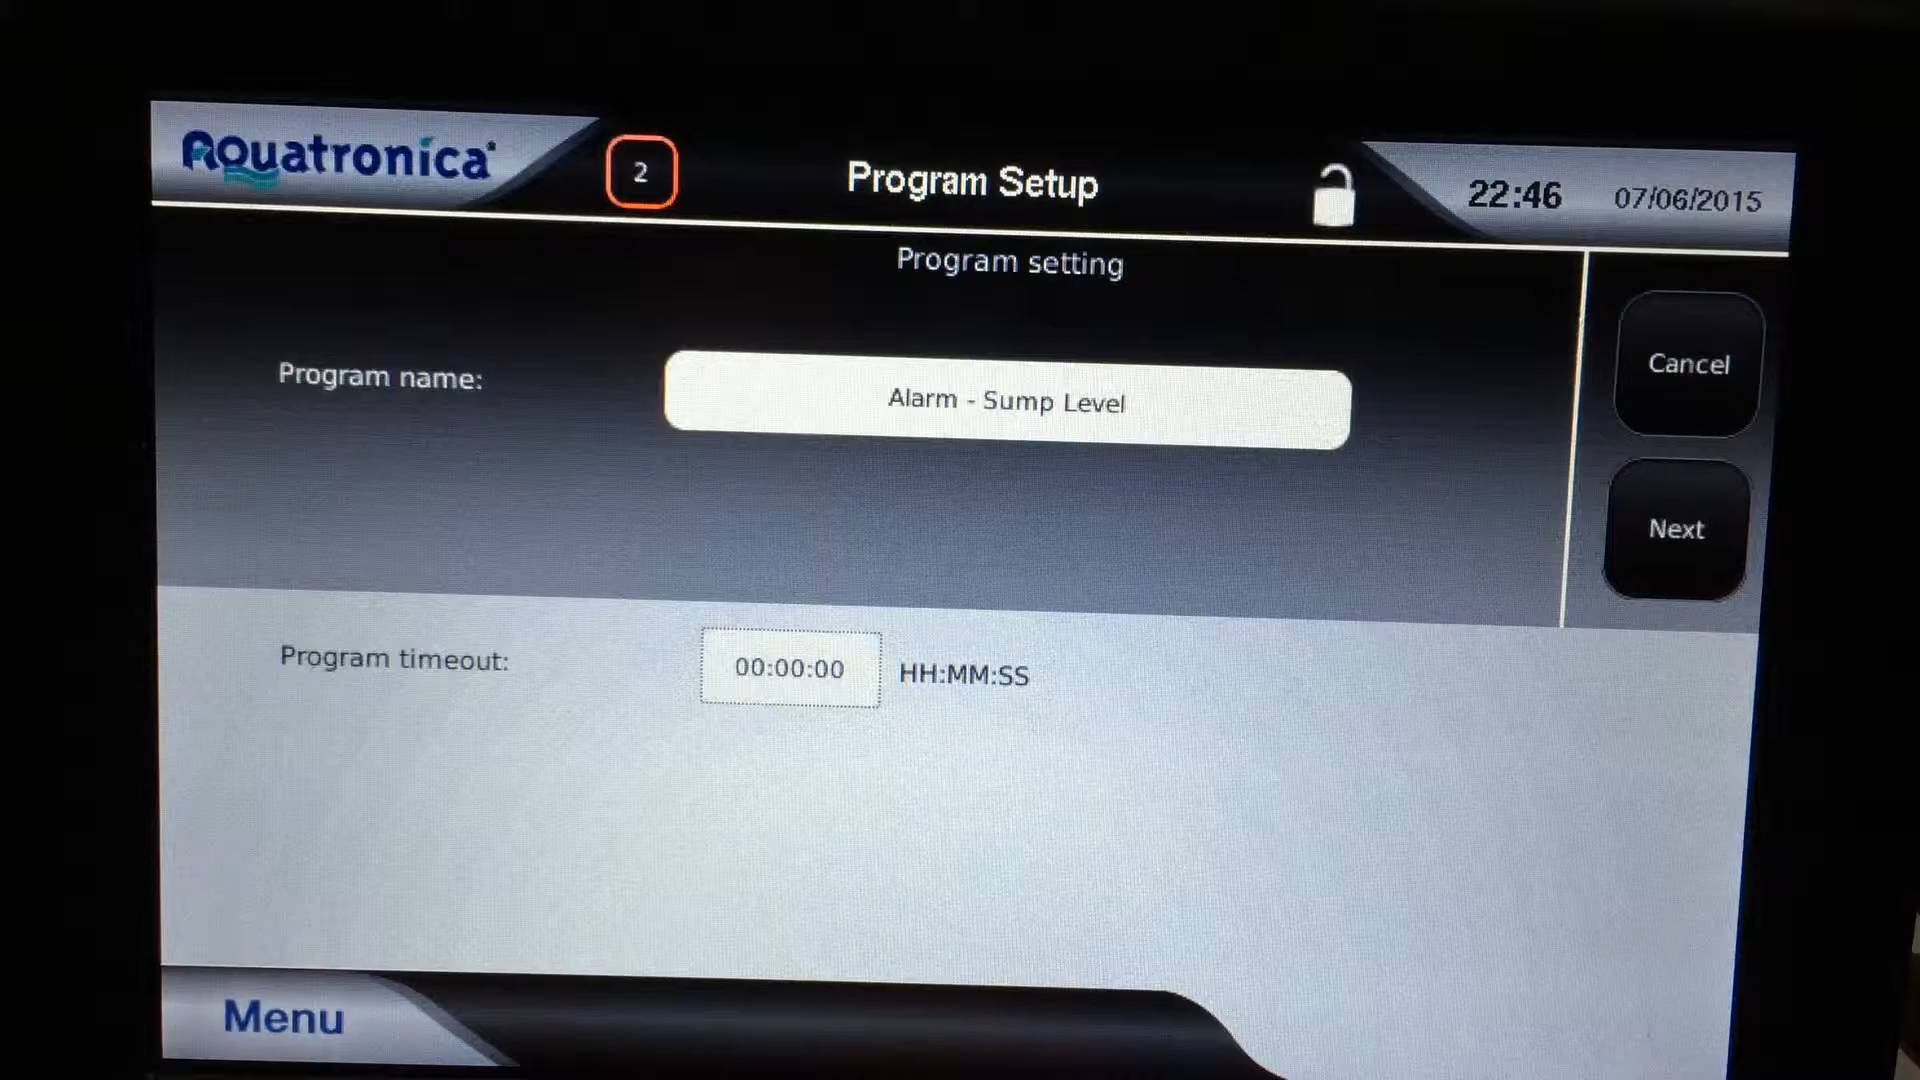 Aquatronica
2
Program Setup
22:46
07/06/2015
Program setting
Program name:
Alarm - Sump Level
Cancel
Next
Program timeout:
00:00:00
HH:MM:SS
Menu